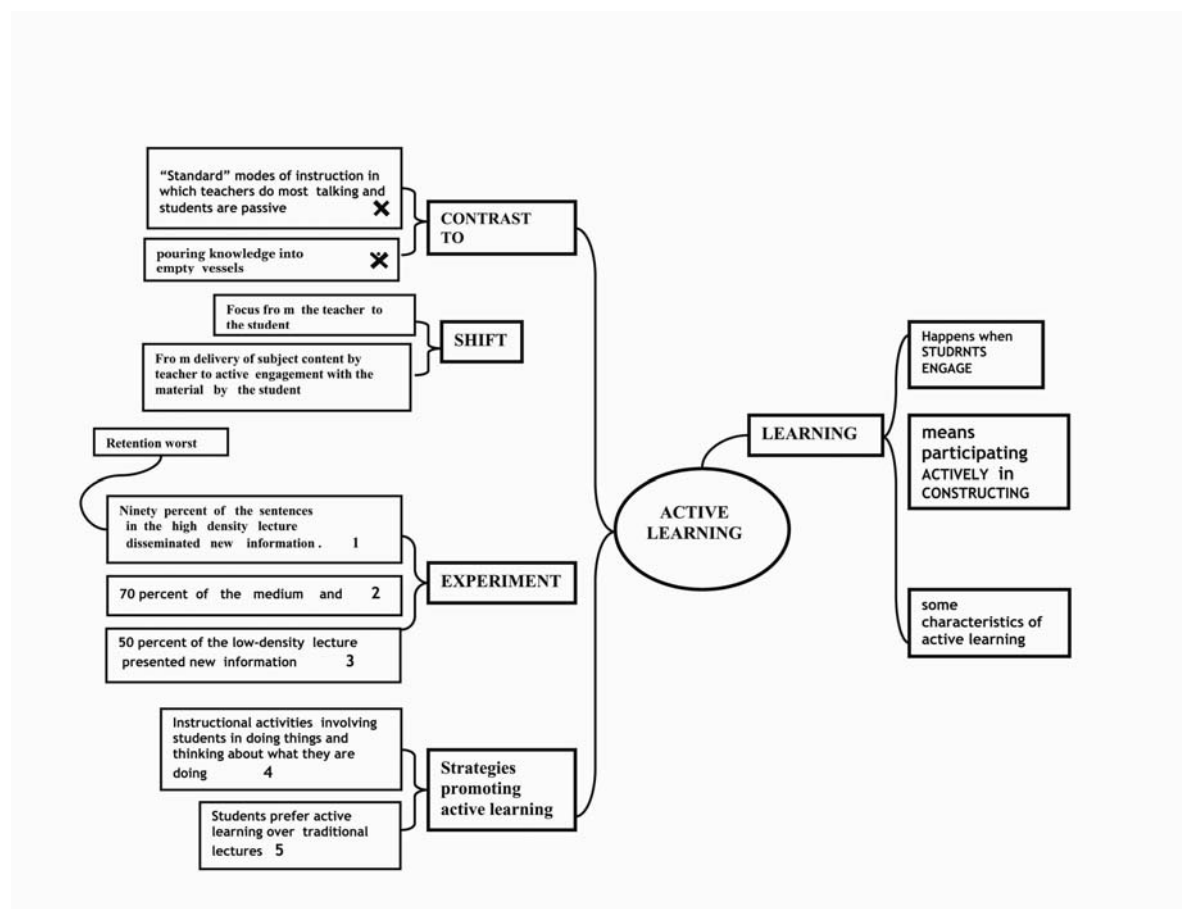 “Standard” modes of instruction in
which teachers do most talking and
students are passive
pouring knowledge into
empty vessels
CONTRAST
TO
Focus fro m the teacher to
the student
Fro m delivery of subject content by
teacher to active engagement with the
material by the student
SHIFT
Retention worst
Ninety percent of the sentences
in the high density lecture
disseminated new information. 1
70 percent of the medium and 2
50 percent of the low-density lecture
presented new information 3
EXPERIMENT
Instructional activities involving
students in doing things and
thinking about what they are
doing 4
Students prefer active
learning over traditional
lectures 5
Strategies
promoting
active learning
ACTIVE
LEARNING
LEARNING
Happens when
STUDRNTS
ENGAGE
means
participating
ACTIVELY in
CONSTRUCTING
some
characteristics of
active learning